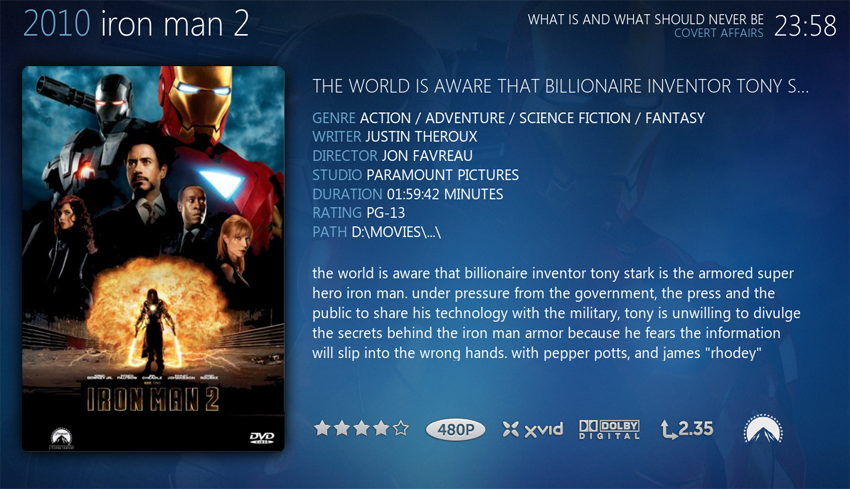 2010 iron man 2
WHAT IS AND WHAT SHOULD NEVER BE
COVERT AFFAIRS
23:58
THE WORLD IS AWARE THAT BILLIONAIRE INVENTOR TONY S...
GENRE ACTION / ADVENTURE / SCIENCE FICTION / FANTASY
WRITER JUSTIN THEROUX
DIRECTOR JON FAVREAU
STUDIO PARAMOUNT PICTURES
DURATION 01:59:42 MINUTES
RATING PG-13
PATH D:\MOVIES\...\
the world is aware that billionaire inventor tony stark is the armored super
hero iron man. under pressure from the government, the press and the
public to share his technology with the military, tony is unwilling to divulge
the secrets behind the iron man armor because he fears the information
will slip into the wrong hands. with pepper potts, and james "rhodey"
IRON MAN 2
DVD
480P
xvid
DOLBY
DIGITAL
2.35